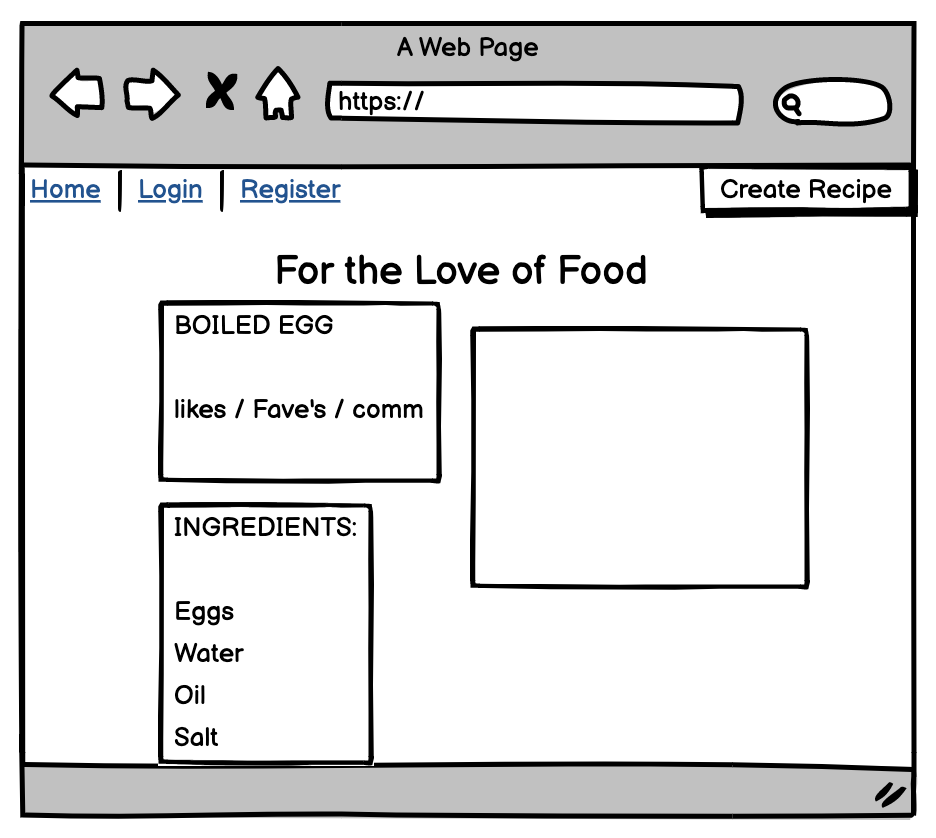 A Web Page
https://
Home Login Register Create Recipe
For the Love of Food
BOILED EGG
likes / Fave's / comm
INGREDIENTS:
Eggs
Water
Oil
Salt